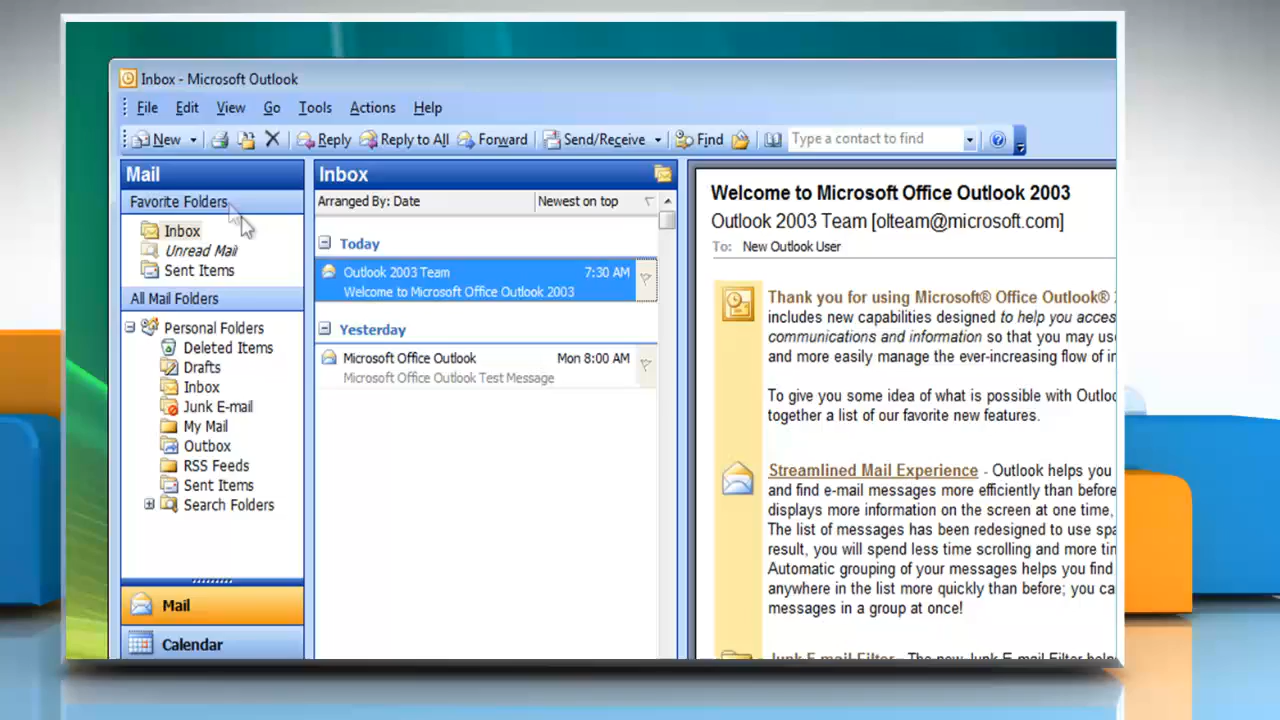 Inbox - Microsoft Outlook
File Edit View Go Tools Actions Help
New Reply Reply to All Forward Send/Receive Find Type a contact to find
Mail
Favorite Folders
Inbox
Unread Mail
Sent Items
All Mail Folders
Personal Folders
Deleted Items
Drafts
Inbox
Junk E-mail
My Mail
Outbox
RSS Feeds
Sent Items
Search Folders
Mail
Calendar
Inbox
Arranged By: Date Newest on top
Today
Outlook 2003 Team 7:30 AM
Welcome to Microsoft Office Outlook 2003
Yesterday
Microsoft Office Outlook Mon 8:00 AM
Microsoft Office Outlook Test Message
Welcome to Microsoft Office Outlook 2003
Outlook 2003 Team [olteam@microsoft.com]
To: New Outlook User
Thank you for using Microsoft® Office Outlook®
includes new capabilities designed to help you acces
communications and information so that you may us
and more easily manage the ever-increasing flow of i
To give you some idea of what is possible with Outlo
together a list of our favorite new features.
Streamlined Mail Experience - Outlook helps you
and find e-mail messages more efficiently than before
displays more information on the screen at one time,
The list of messages has been redesigned to use spa
result, you will spend less time scrolling and more ti
Automatic grouping of your messages helps you find
anywhere in the list more quickly than before; you ca
messages in a group at once!
Junk E-mail Filter - The new Junk E-mail Filter help